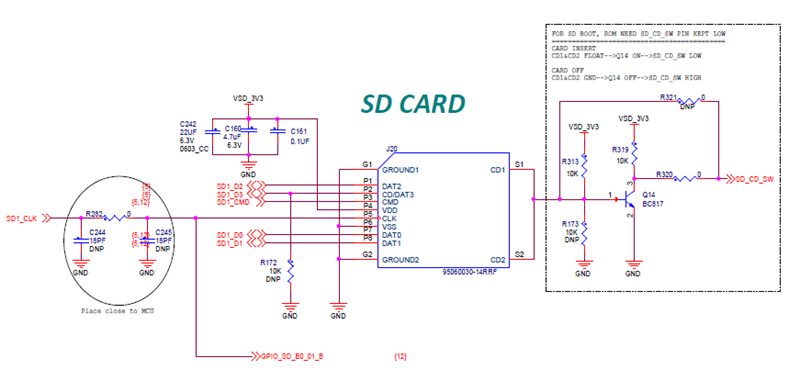 FOR SD BOOT, ROM NEED SD_CD_SW PIN KEPT LOW
=========================================
CARD INSERT
CD1&CD2 FLOAT-->Q14 ON-->SD_CD_SW LOW
CARD OFF
CD1&CD2 GND-->Q14 OFF-->SD_CD_SW HIGH
SD CARD
VSD_3V3
C242
22UF
6.3V
0603_CC
C160
4.7uF
6.3V
C161
0.1UF
GND
J20
G1
GROUND1
P1
DAT2
P2
CD/DAT3
P3
CMD
P4
VDD
P5
CLK
P6
VSS
P7
DAT0
P8
DAT1
G2
GROUND2
CD1
S1
CD2
S2
95060030-14RRF
SD1_D2
{5}
SD1_D3
{5}
SD1_CMD
{5,12}
SD1_D0
{5,12}
SD1_D1
{5,12}
SD1_CLK
R282
0
C244
18PF
DNP
C245
18PF
DNP
GND
GND
Place close to MCU
R172
10K
DNP
GND
GND
GPIO_SD_B0_01_B
{12}
R321
0
DNP
VSD_3V3
VSD_3V3
R313
10K
R319
10K
R320
0
SD_CD_SW
3
1
2
Q14
BC817
R173
10K
DNP
GND
GND